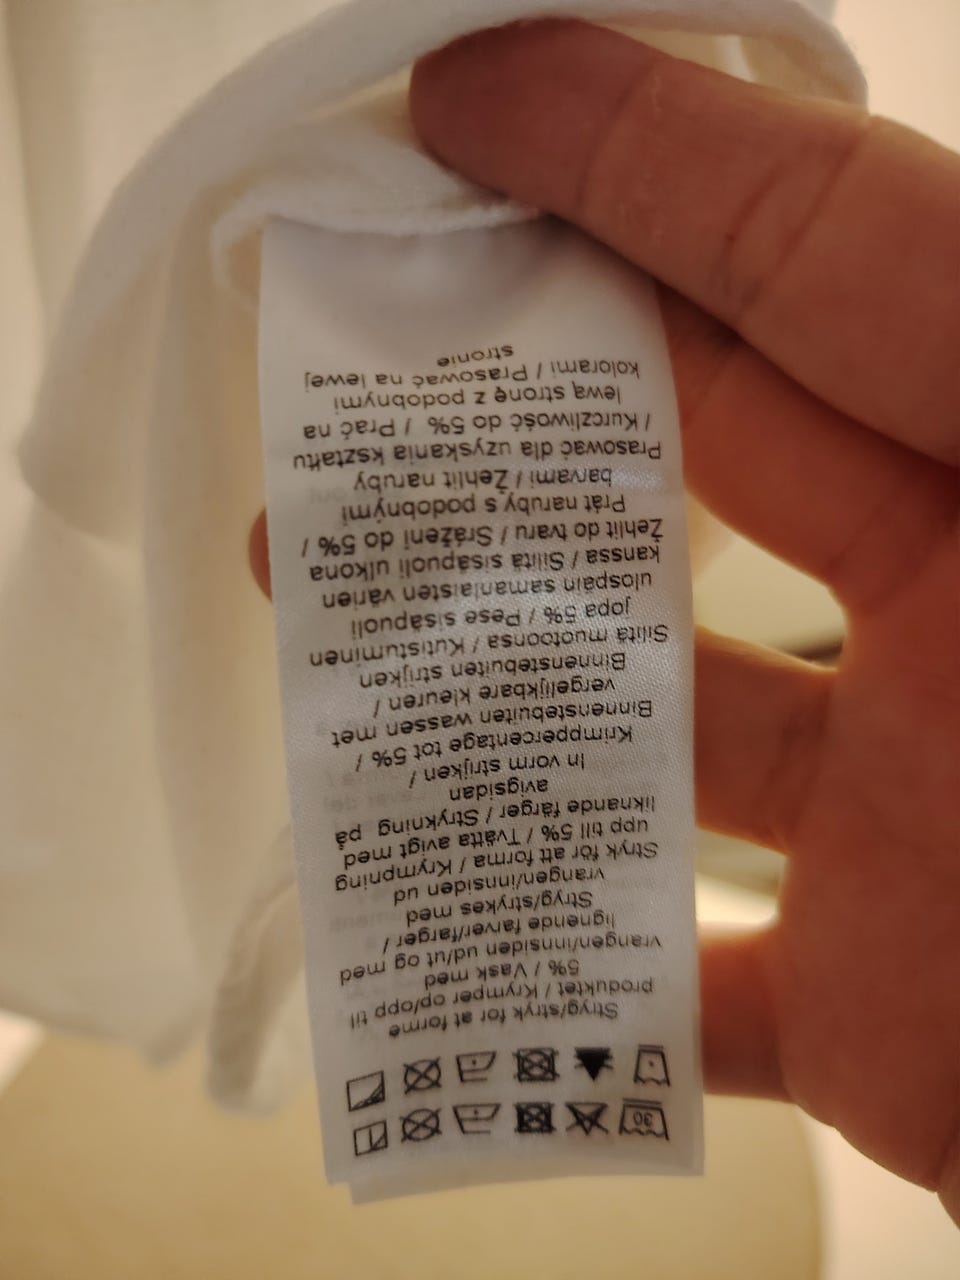 30
Stryg/stryk for at forme
produktet / Krymper op/opp til
5% / Vask med
vrangen/innsiden ud/ut og med
lignende farver/farger /
Stryg/strykes med
vrangen/innsiden ud
Stryk för att forma / Krympning
upp till 5% / Tvätta avigt med
liknande färger / Strykning på
avigsidan
In vorm strijken /
Krimppercentage tot 5% /
Binnenstebuiten wassen met
vergelijkbare kleuren /
Binnenstebuiten strijken
Silitä muotoonsa / Kutistuminen
jopa 5% / Pese sisäpuoli
ulospäin samanlaisten värien
kanssa / Silitä sisäpuoli ulkona
Žehlit do tvaru / Srážení do 5% /
Prát naruby s podobnými
barvami / Žehlit naruby
Prasować dla uzyskania kształtu
/ Kurczliwość do 5% / Prać na
lewą stronę z podobnymi
kolorami / Prasować na lewej
stronie